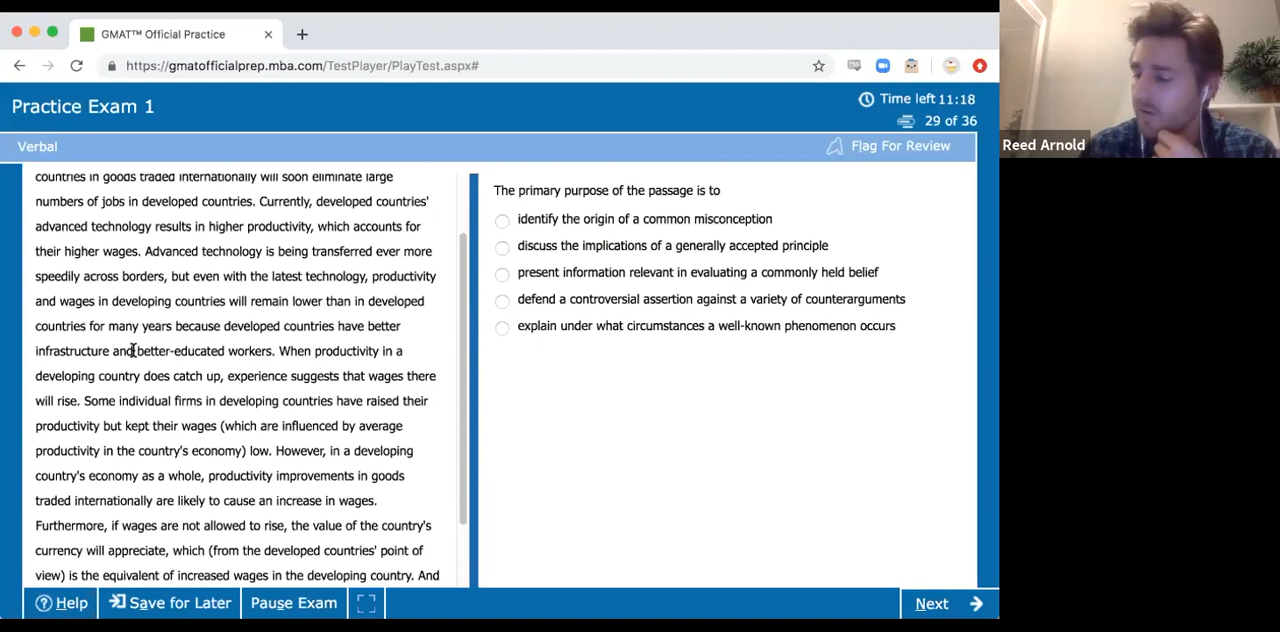 GMAT™ Official Practice
https://gmatofficialprep.mba.com/TestPlayer/PlayTest.aspx#
Practice Exam 1
Time left 11:18
29 of 36
Verbal
Flag For Review
countries in goods traded internationally will soon eliminate large
numbers of jobs in developed countries. Currently, developed countries'
advanced technology results in higher productivity, which accounts for
their higher wages. Advanced technology is being transferred ever more
speedily across borders, but even with the latest technology, productivity
and wages in developing countries will remain lower than in developed
countries for many years because developed countries have better
infrastructure and better-educated workers. When productivity in a
developing country does catch up, experience suggests that wages there
will rise. Some individual firms in developing countries have raised their
productivity but kept their wages (which are influenced by average
productivity in the country's economy) low. However, in a developing
country's economy as a whole, productivity improvements in goods
traded internationally are likely to cause an increase in wages.
Furthermore, if wages are not allowed to rise, the value of the country's
currency will appreciate, which (from the developed countries' point of
view) is the equivalent of increased wages in the developing country. And
The primary purpose of the passage is to
identify the origin of a common misconception
discuss the implications of a generally accepted principle
present information relevant in evaluating a commonly held belief
defend a controversial assertion against a variety of counterarguments
explain under what circumstances a well-known phenomenon occurs
Help
Save for Later
Pause Exam
Next
Reed Arnold